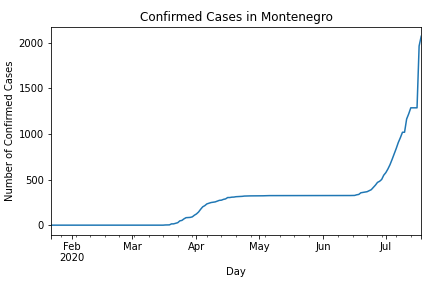 Confirmed Cases in Montenegro
Number of Confirmed Cases
2000
1500
1000
500
0
Feb
2020
Mar
Apr
May
Jun
Jul
Day